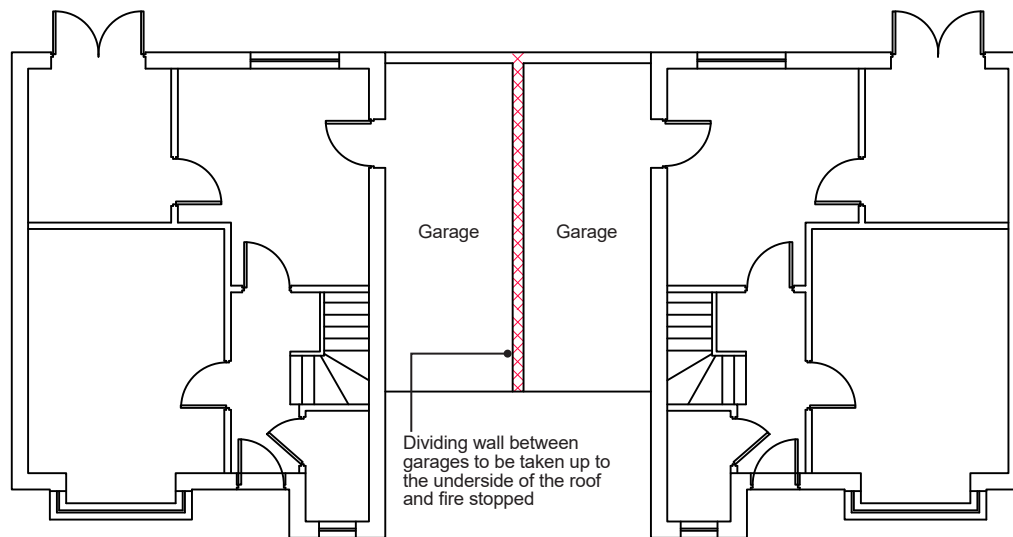 Garage
Garage
Dividing wall between
garages to be taken up to
the underside of the roof
and fire stopped